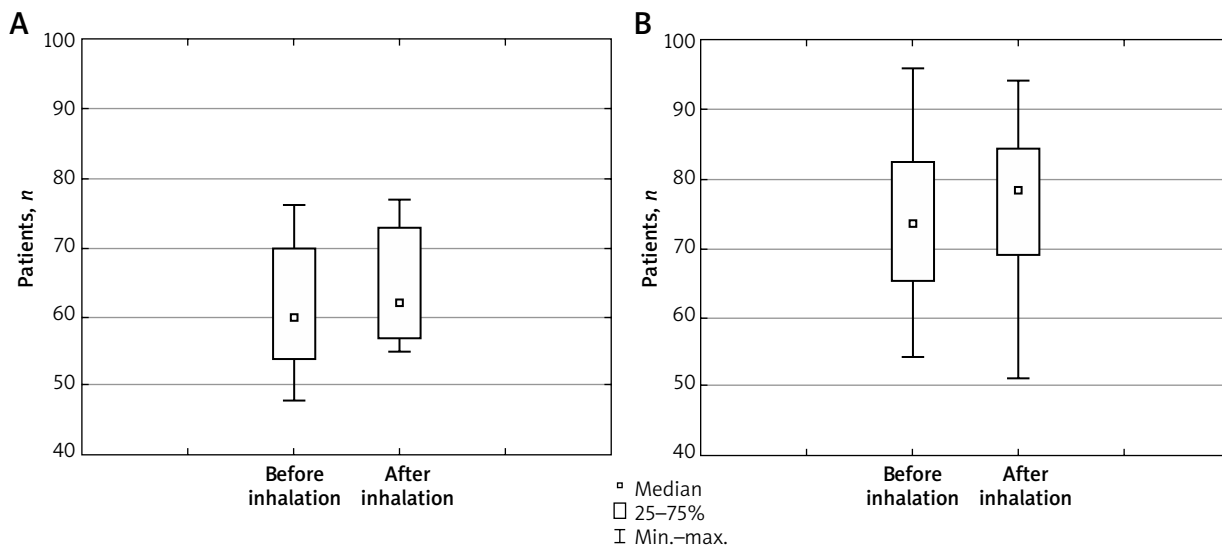 A
Patients, n
100
90
80
70
60
50
40
Before
inhalation
After
inhalation
B
Patients, n
100
90
80
70
60
50
40
Before
inhalation
After
inhalation
Median
25–75%
Min.–max.